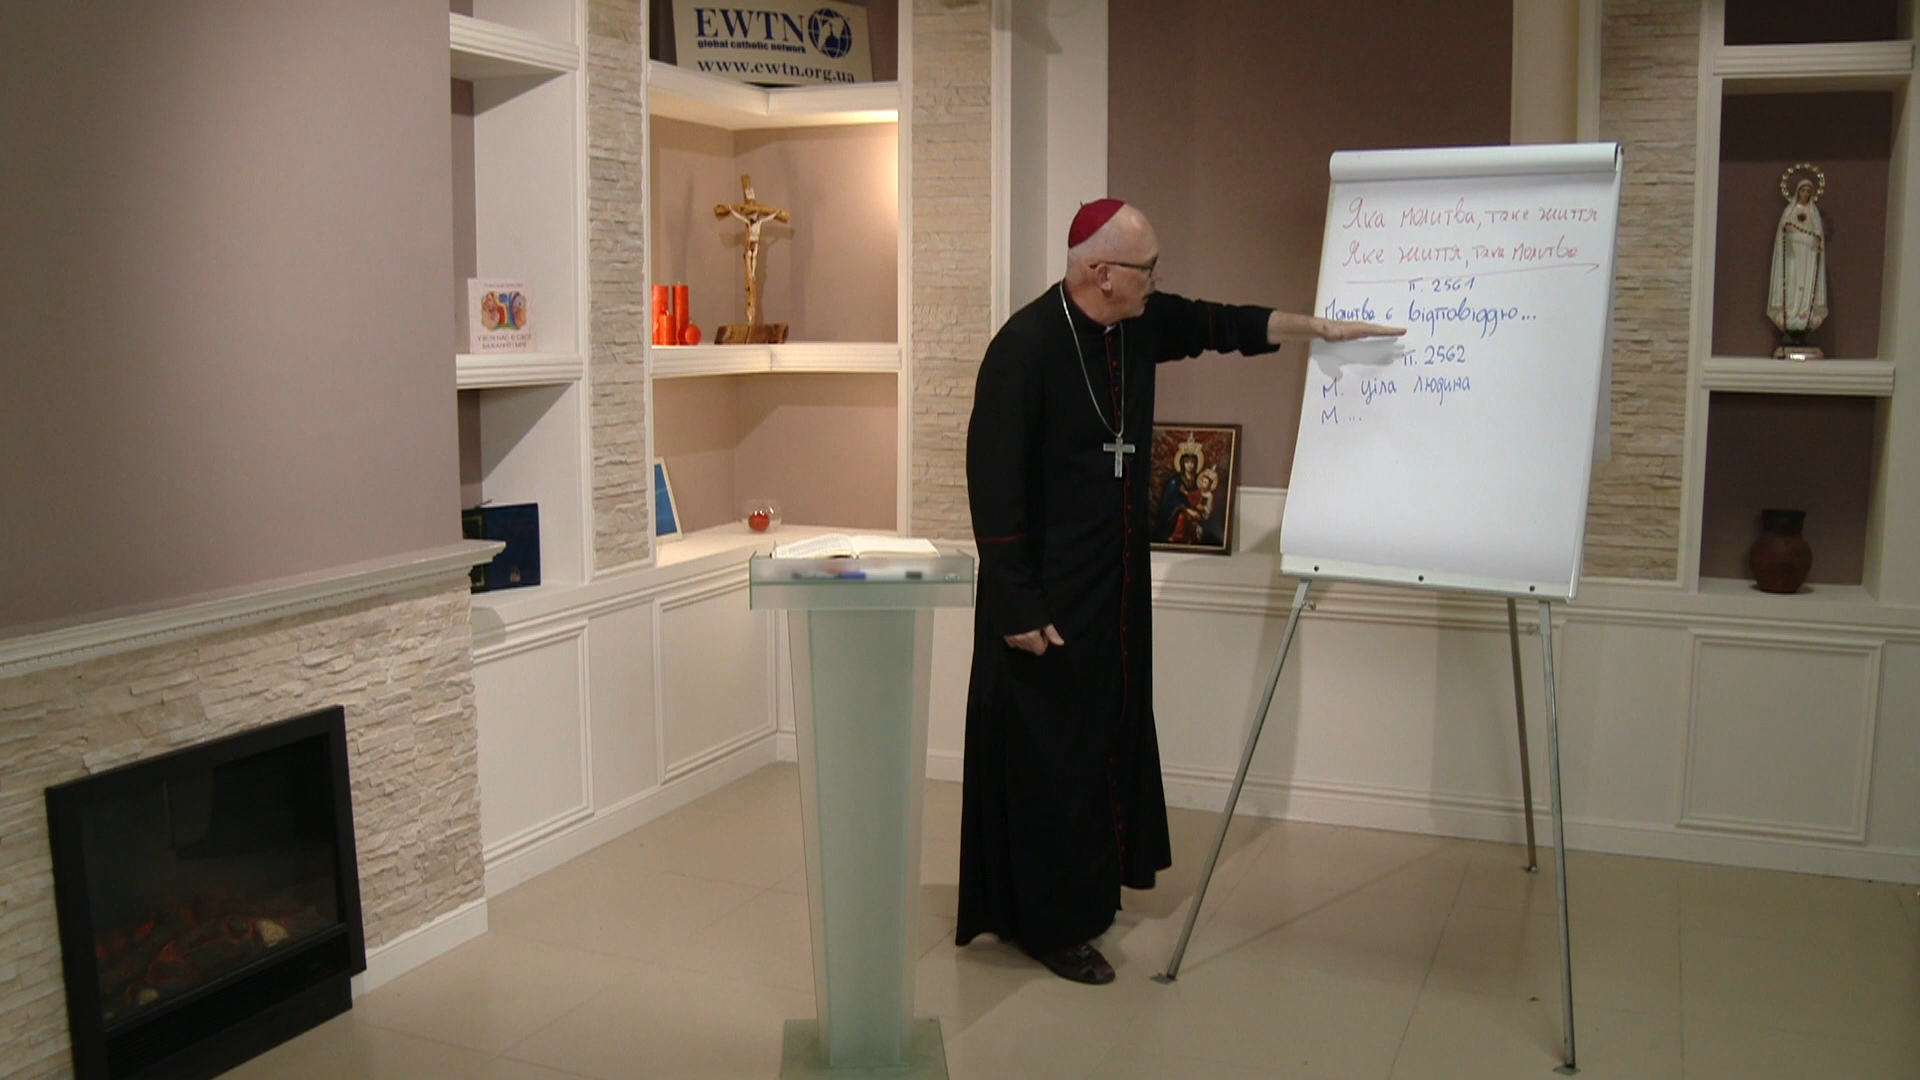 EWTN
global catholic network
www.ewtn.org.ua
Яка молитва, таке життя
Яке життя, така молитва
п. 2561
Молитва є відповіддю...
п. 2562
М. ціла людина
М...